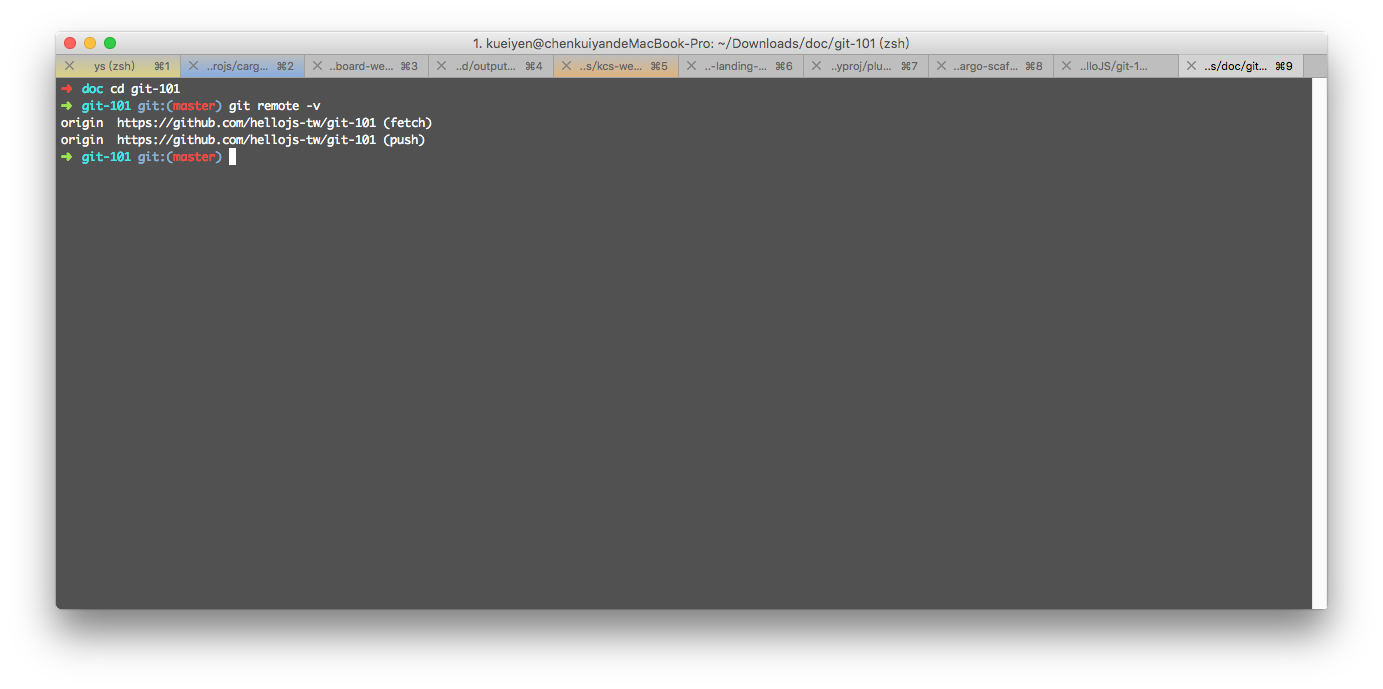 1. kueiyen@chenkuiyandeMacBook-Pro: ~/Downloads/doc/git-101 (zsh)
ys (zsh) ⌘1 ..rojs/carg... ⌘2 ..board-we... ⌘3 ..d/output... ⌘4 ..s/kcs-we... ⌘5 ..-landing-... ⌘6 ..yproj/plu... ⌘7 ..argo-scaf... ⌘8 ..lloJS/git-1... ..s/doc/git... ⌘9
➜ doc cd git-101
➜ git-101 git:(master) git remote -v
origin https://github.com/hellojs-tw/git-101 (fetch)
origin https://github.com/hellojs-tw/git-101 (push)
➜ git-101 git:(master)